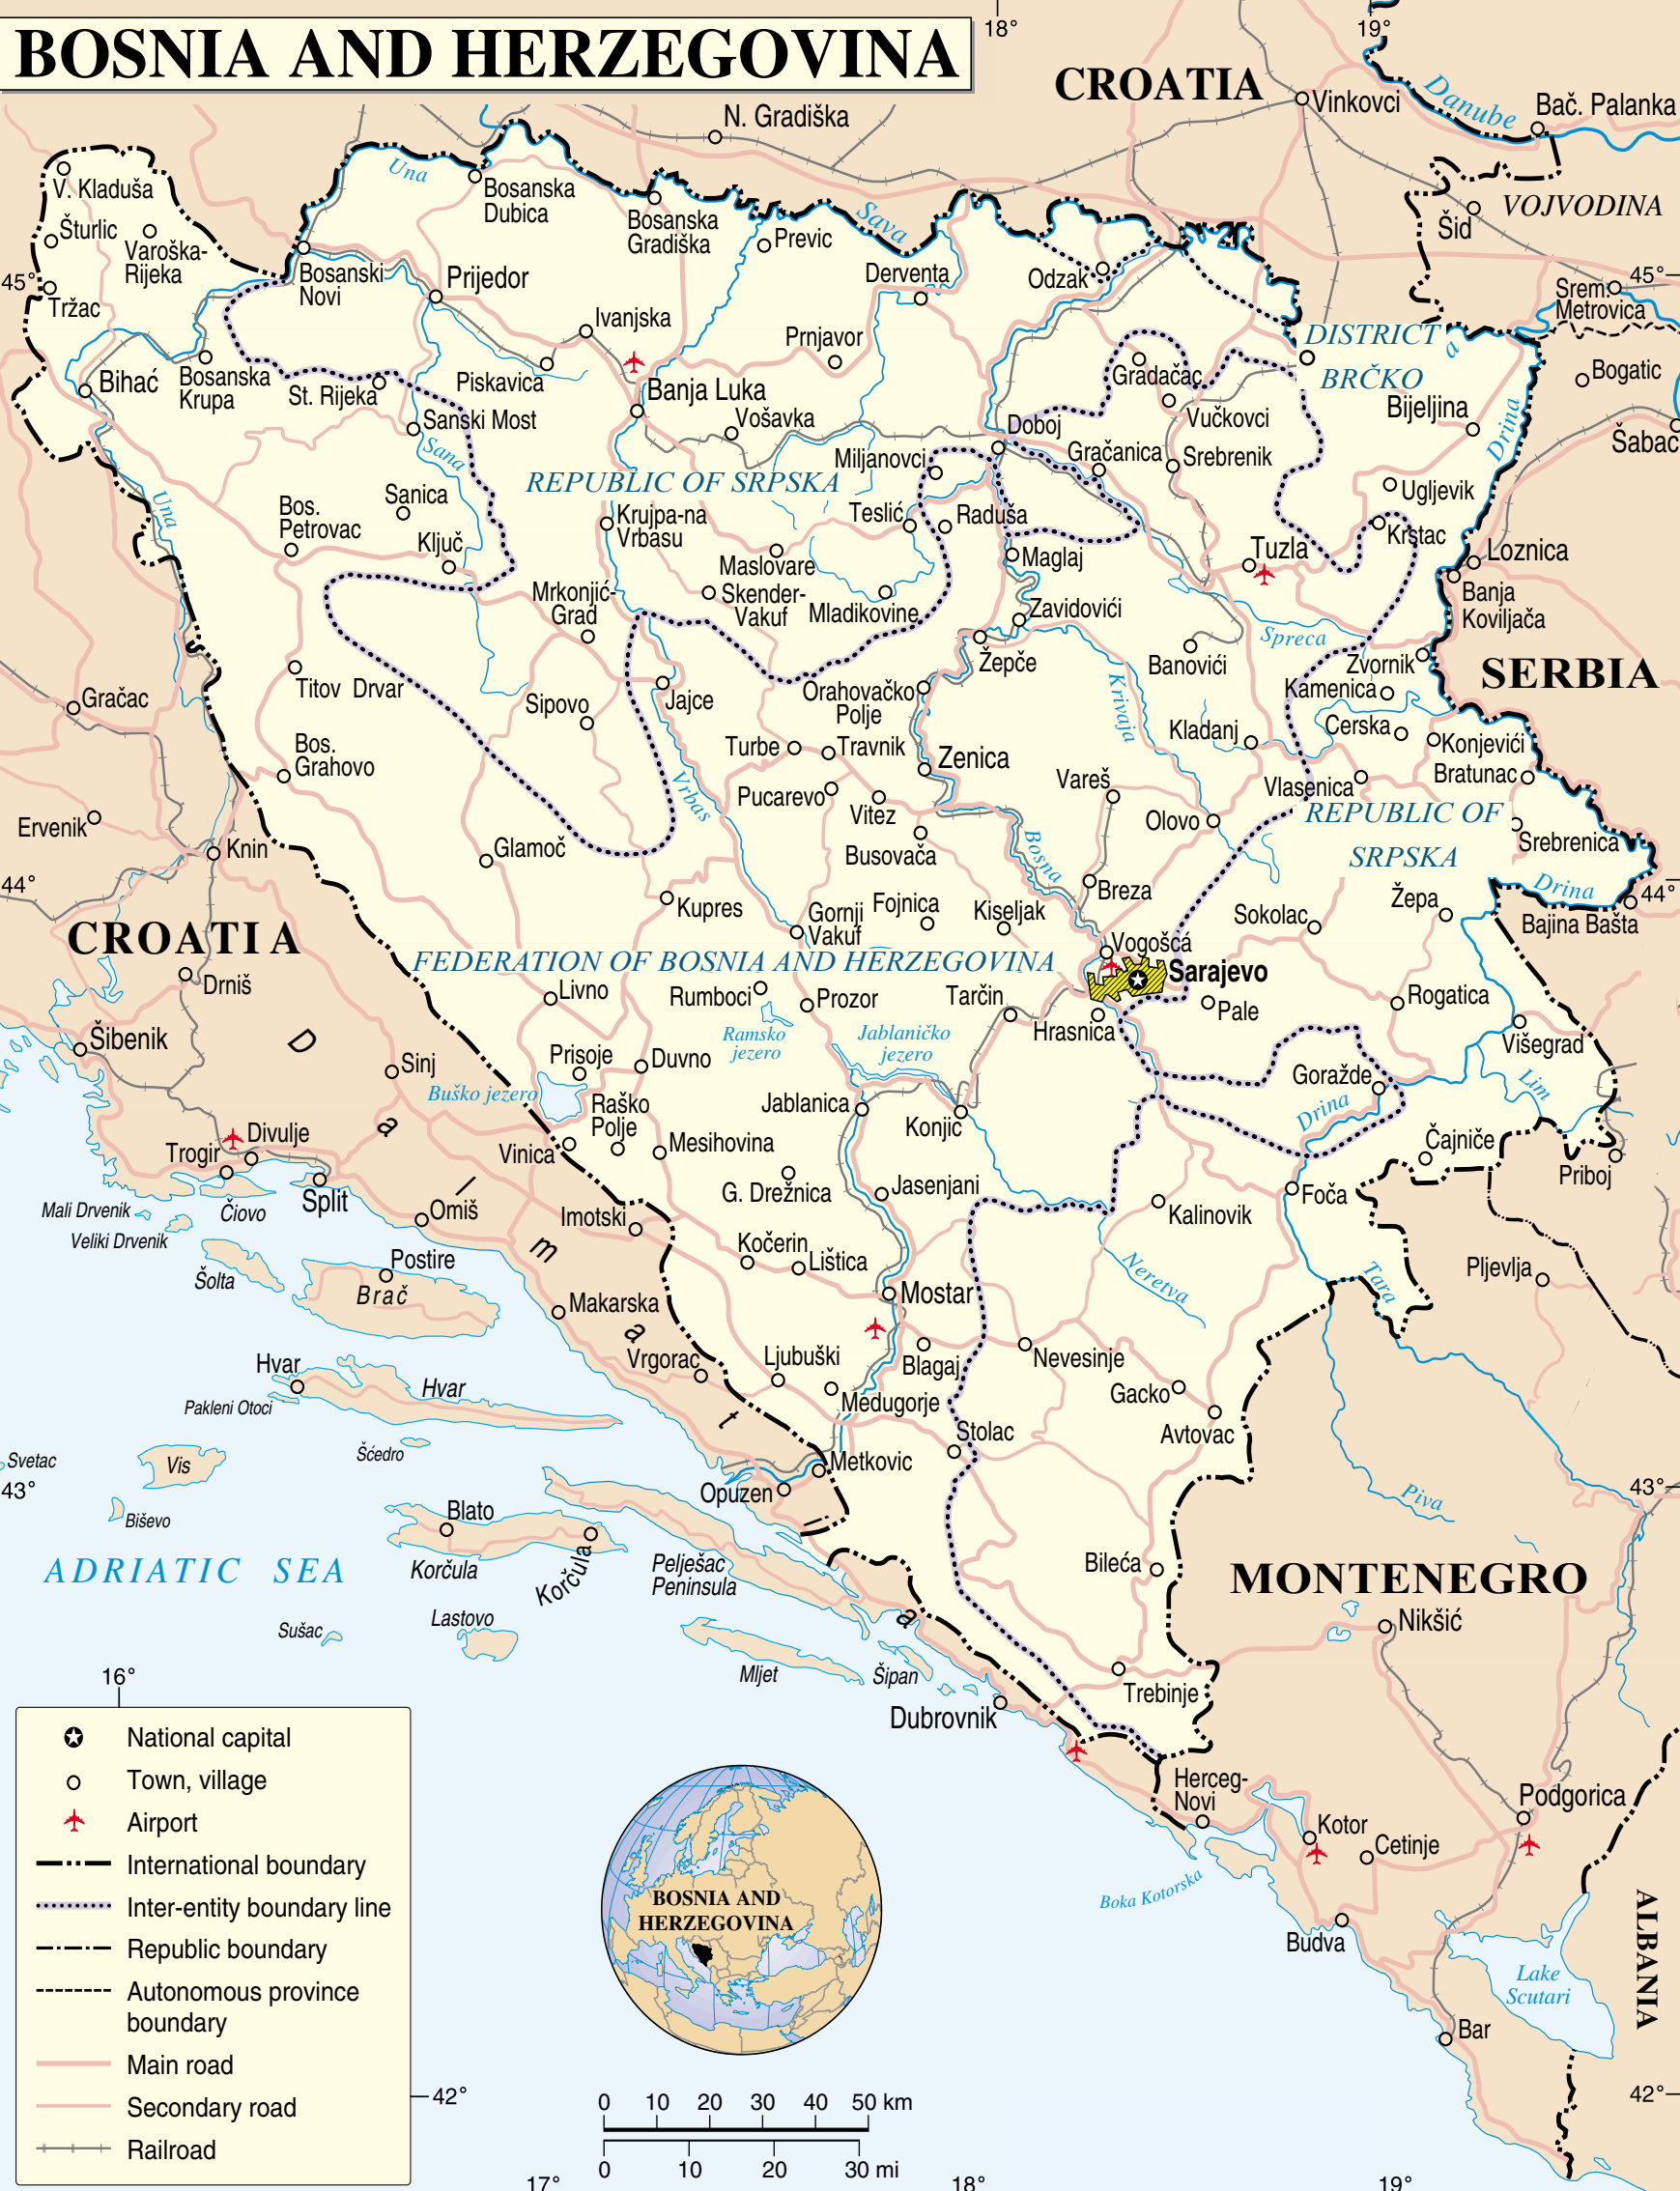 BOSNIA AND HERZEGOVINA
18°
19°
CROATIA
Vinkovci
Danube
Bač. Palanka
N. Gradiška
VOJVODINA
Šid
V. Kladuša
Una
Bosanska
Dubica
Bosanska
Gradiška
Previc
Sava
Šturlic
Varoška-
Rijeka
Bosanski
Novi
Prijedor
Derventa
Odzak
45°
45°
Tržac
Srem.
Metrovica
Ivanjska
Prnjavor
DISTRICT
BRČKO
a
Bogatic
Bihać
Bosanska
Krupa
St. Rijeka
Piskavica
Banja Luka
Gradačac
Vučkovci
Bijeljina
Drina
Šabac
Sanski Most
Sana
Vošavka
Doboj
Miljanovci
Gračanica
Srebrenik
REPUBLIC OF SRPSKA
Ugljevik
Una
Bos.
Petrovac
Sanica
Ključ
Krujpa-na
Vrbasu
Teslić
Raduša
Krstac
Maslovare
Maglaj
Tuzla
Loznica
Banja
Koviljača
Mrkonjić-
Grad
Skender-
Vakuf
Mladikovine
Zavidovići
Spreca
Žepče
Banovići
Zvornik
SERBIA
Titov Drvar
Gračac
Sipovo
Jajce
Orahovačko
Polje
Krivaja
Kamenica
Cerska
Konjevići
Kladanj
Turbe
Travnik
Zenica
Bos.
Grahovo
Vareš
Vlasenica
Bratunac
Vrbas
Pucarevo
Vitez
Olovo
REPUBLIC OF
SRPSKA
Ervenik
Busovača
Srebrenica
Knin
Glamoč
Bosna
44°
44°
Breza
Drina
Žepa
Kupres
Gornji
Vakuf
Fojnica
Kiseljak
Sokolac
Bajina Bašta
CROATIA
Vogošcá
Sarajevo
FEDERATION OF BOSNIA AND HERZEGOVINA
Drniš
Livno
Rumboci
Prozor
Tarčin
Pale
Rogatica
Ramsko
jezero
Jablaničko
jezero
Hrasnica
Višegrad
Šibenik
Sinj
Prisoje
Duvno
Goražde
Lim
Buško jezero
Raško
Polje
Jablanica
Konjic
Drina
Čajniče
Priboj
Trogir
Divulje
Vinica
Mesihovina
Split
G. Drežnica
Jasenjani
Foča
Mali Drvenik
Čiovo
Omiš
Imotski
Kalinovik
Veliki Drvenik
Šolta
Postire
Brač
Kočerin
Lištica
Neretva
Tara
Pljevlja
Makarska
Mostar
D
a
l
m
a
t
i
a
Hvar
Hvar
Pakleni Otoci
Vrgorac
Ljubuški
Blagaj
Nevesinje
Gacko
Medugorje
Avtovac
Svetac
Vis
Šćedro
Stolac
Metkovic
43°
43°
Opuzen
Piva
Biševo
Blato
Korčula
Korčula
Pelješac
Peninsula
Bileća
MONTENEGRO
ADRIATIC SEA
Sušac
Lastovo
Mljet
Šipan
Nikšić
Trebinje
Dubrovnik
16°
National capital
Town, village
Airport
International boundary
Inter-entity boundary line
Republic boundary
Autonomous province
boundary
Main road
Secondary road
Railroad
BOSNIA AND
HERZEGOVINA
Herceg-
Novi
Kotor
Cetinje
Podgorica
Boka Kotorska
Budva
ALBANIA
Lake
Scutari
Bar
42°
42°
0 10 20 30 40 50 km
0 10 20 30 mi
17°
18°
19°